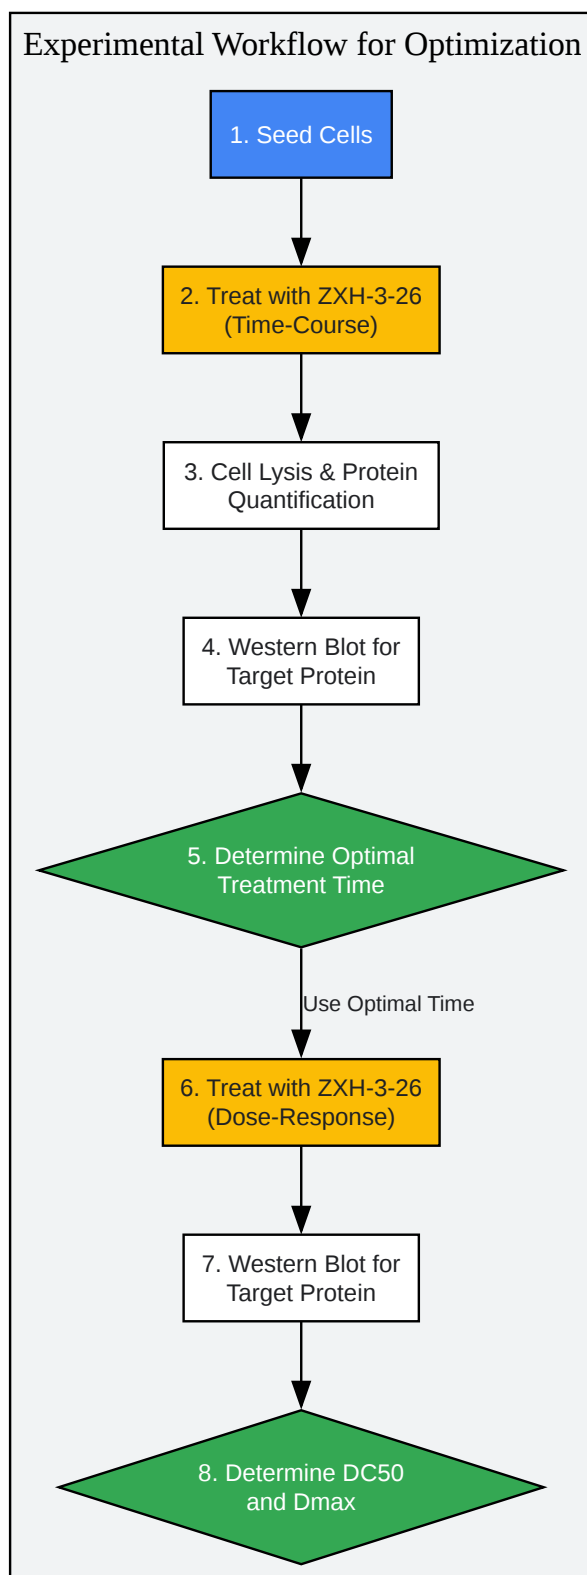 Experimental Workflow for Optimization
1. Seed Cells
2. Treat with ZXH-3-26
(Time-Course)
3. Cell Lysis & Protein
Quantification
4. Western Blot for
Target Protein
5. Determine Optimal
Treatment Time
Use Optimal Time
6. Treat with ZXH-3-26
(Dose-Response)
7. Western Blot for
Target Protein
8. Determine DC50
and Dmax